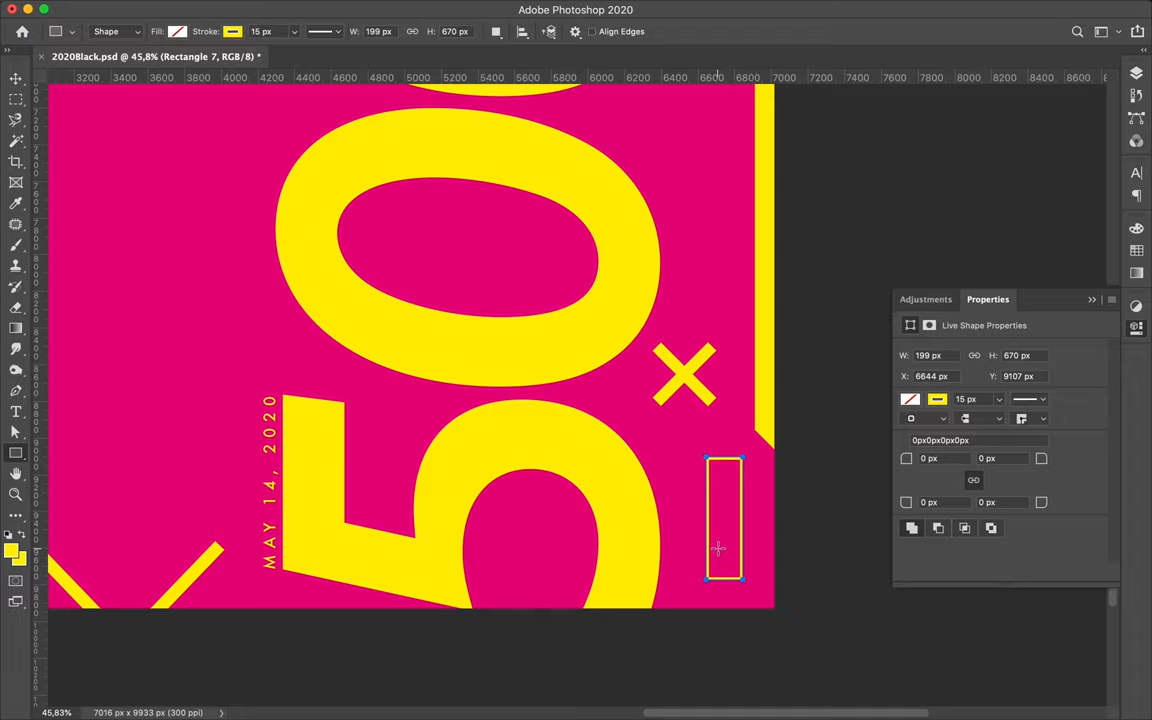 Adobe Photoshop 2020
Shape Fill: Stroke: 15 px W: 199 px H: 670 px Align Edges
2020Black.psd @ 45,8% (Rectangle 7, RGB/8) *
3200 3400 3600 3800 4000 4200 4400 4600 4800 5000 5200 5400 5600 5800 6000 6200 6400 6600 6800 7000 7200 7400 7600 7800 8000 8200 8400 8600
50
MAY 14, 2020
Adjustments Properties
Live Shape Properties
W: 199 px H: 670 px
X: 6644 px Y: 9107 px
15 px
0px0px0px0px
0 px 0 px
0 px 0 px
45,83% 7016 px x 9933 px (300 ppi)